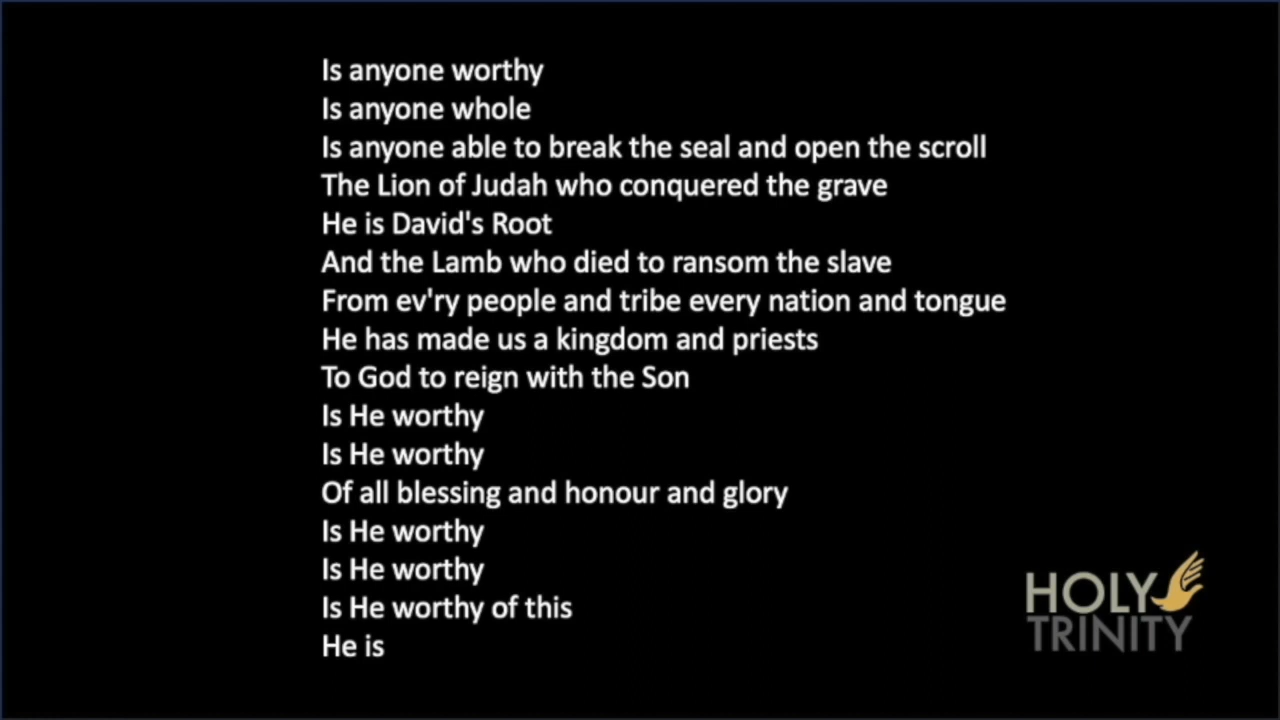 Is anyone worthy
Is anyone whole
Is anyone able to break the seal and open the scroll
The Lion of Judah who conquered the grave
He is David's Root
And the Lamb who died to ransom the slave
From ev'ry people and tribe every nation and tongue
He has made us a kingdom and priests
To God to reign with the Son
Is He worthy
Is He worthy
Of all blessing and honour and glory
Is He worthy
Is He worthy
Is He worthy of this
He is
HOLY
TRINITY